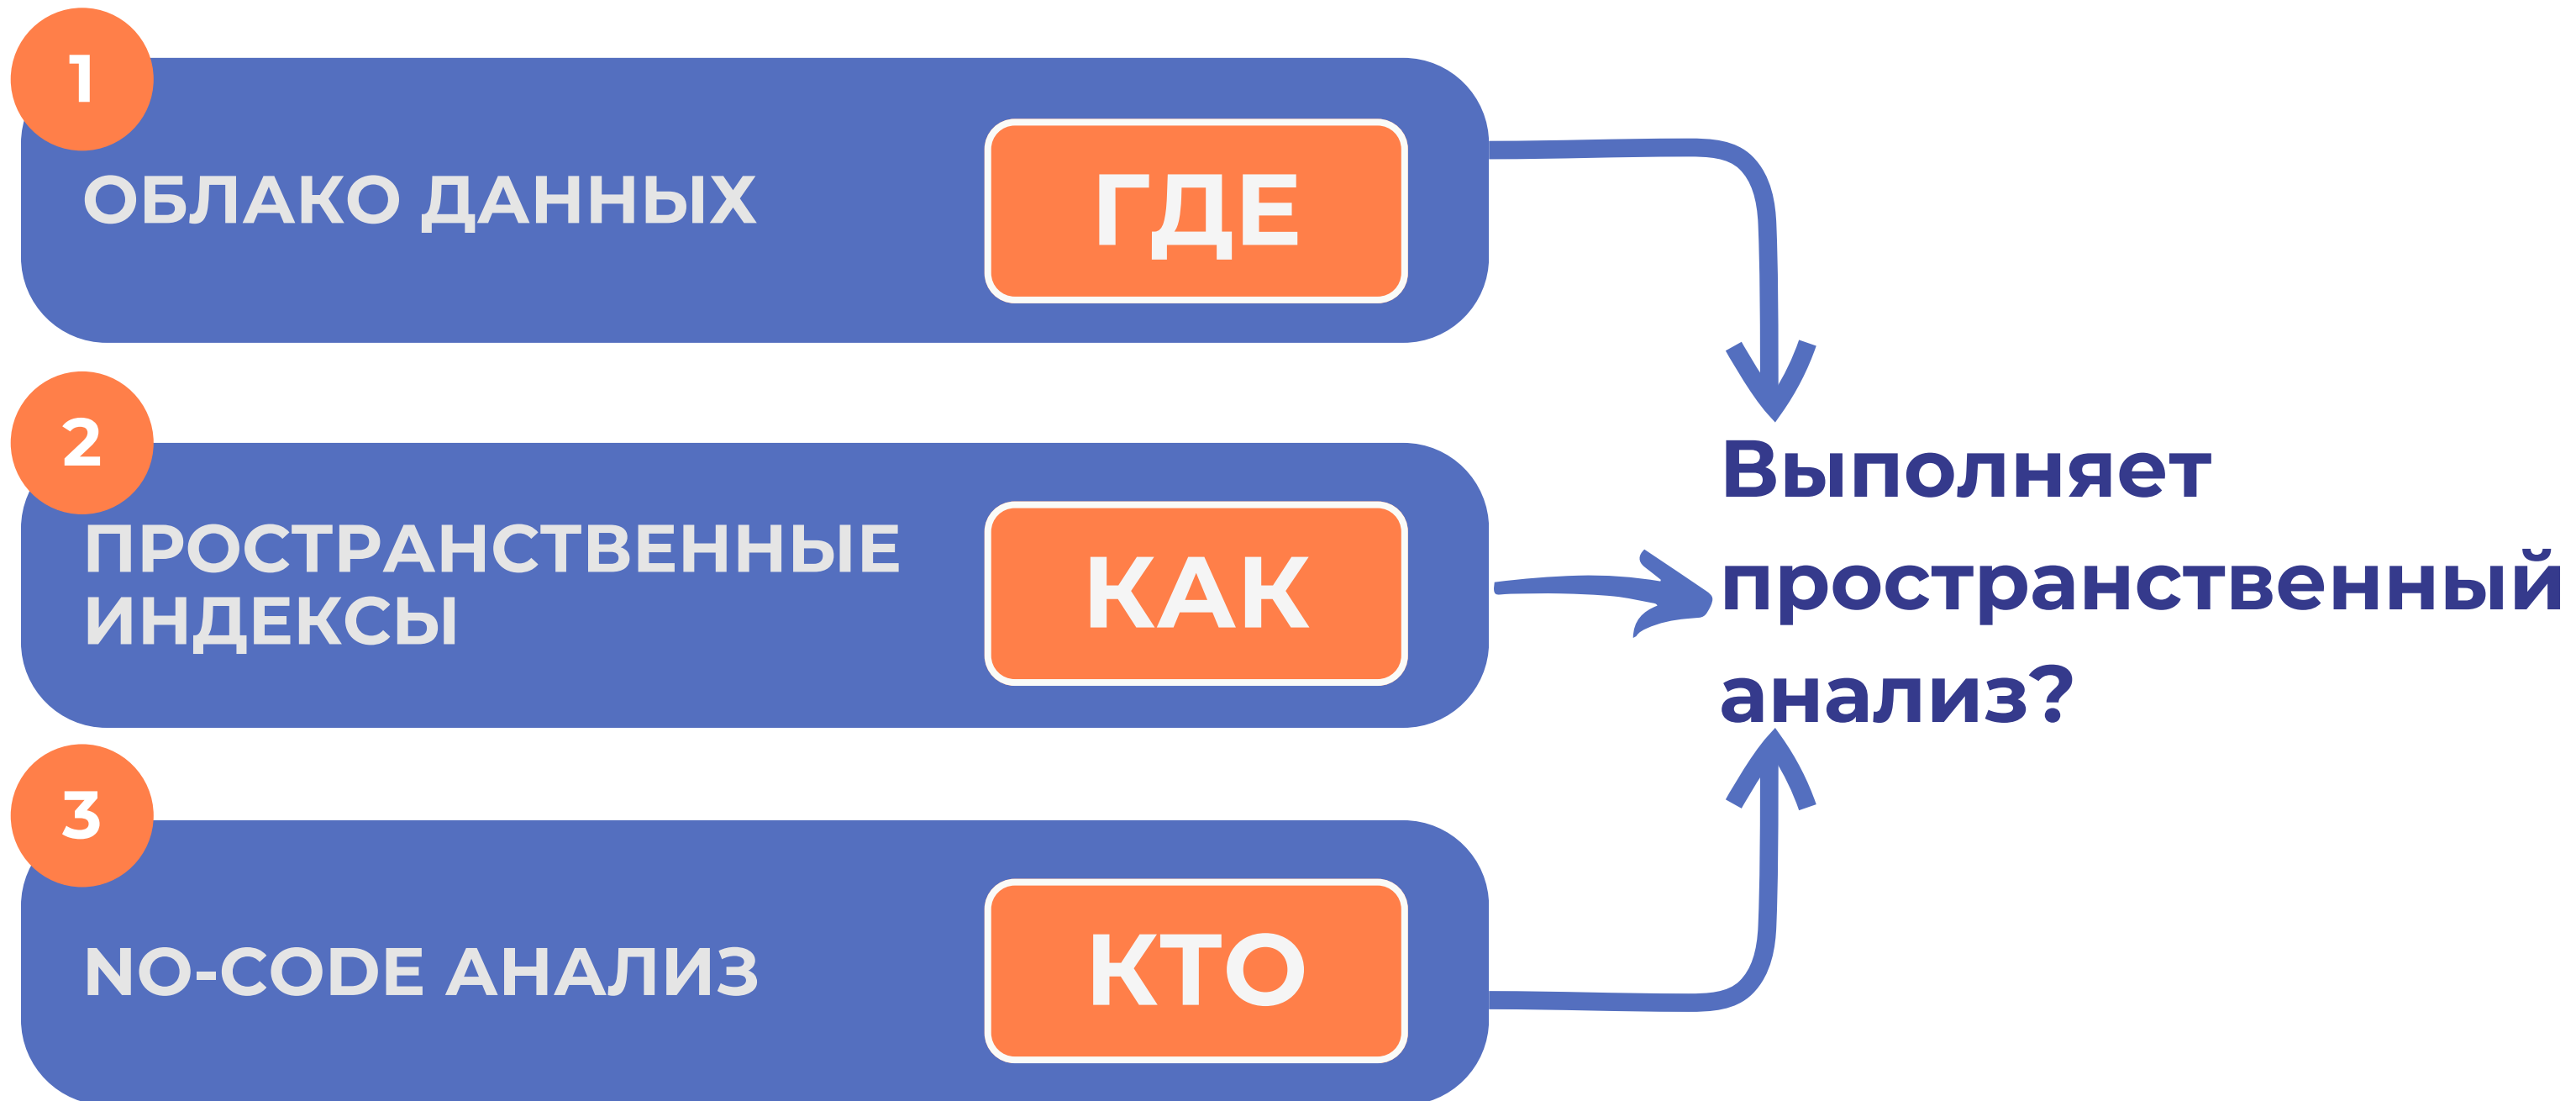 1
ОБЛАКО ДАННЫХ
ГДЕ
2
ПРОСТРАНСТВЕННЫЕ
ИНДЕКСЫ
КАК
3
NO-CODE АНАЛИЗ
КТО
Выполняет
пространственный
анализ?